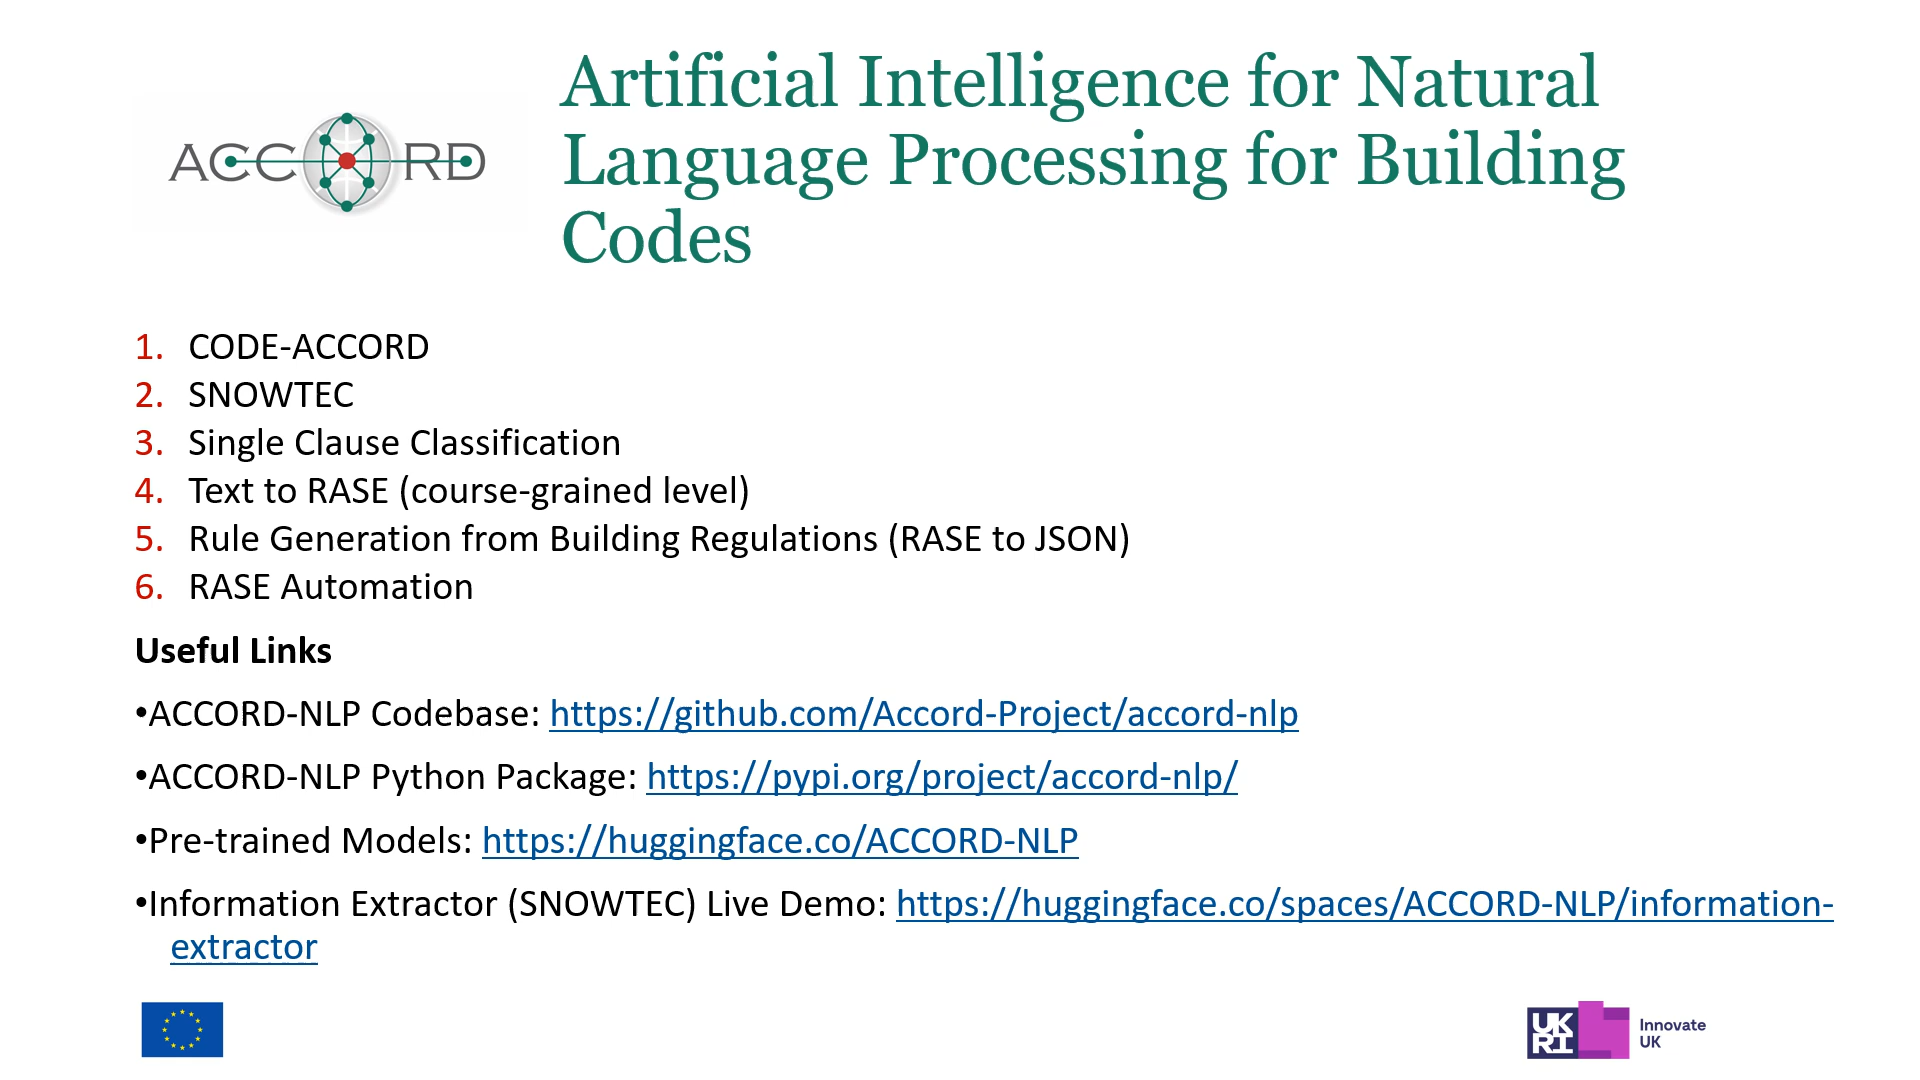 ACCORD
Artificial Intelligence for Natural
Language Processing for Building
Codes
1. CODE-ACCORD
2. SNOWTEC
3. Single Clause Classification
4. Text to RASE (course-grained level)
5. Rule Generation from Building Regulations (RASE to JSON)
6. RASE Automation
Useful Links
•ACCORD-NLP Codebase: https://github.com/Accord-Project/accord-nlp
•ACCORD-NLP Python Package: https://pypi.org/project/accord-nlp/
•Pre-trained Models: https://huggingface.co/ACCORD-NLP
•Information Extractor (SNOWTEC) Live Demo: https://huggingface.co/spaces/ACCORD-NLP/information-
extractor
UK
RI
Innovate
UK